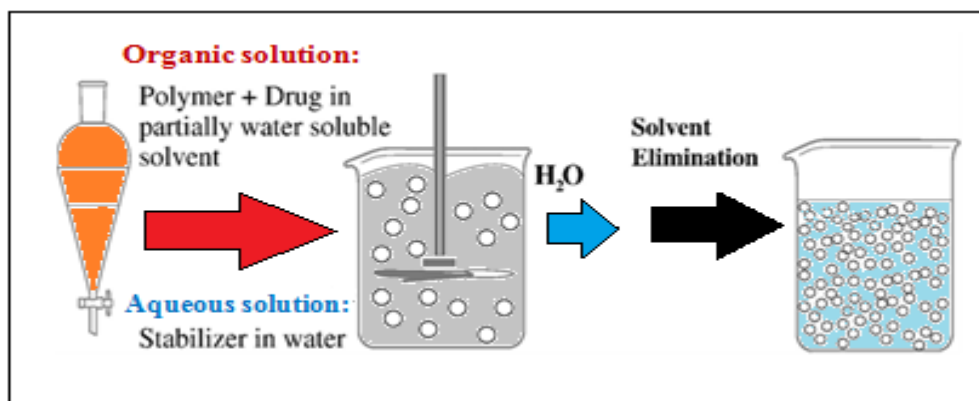 Organic solution:
Polymer + Drug in
partially water soluble
solvent
Aqueous solution:
Stabilizer in water
H₂O
Solvent
Elimination